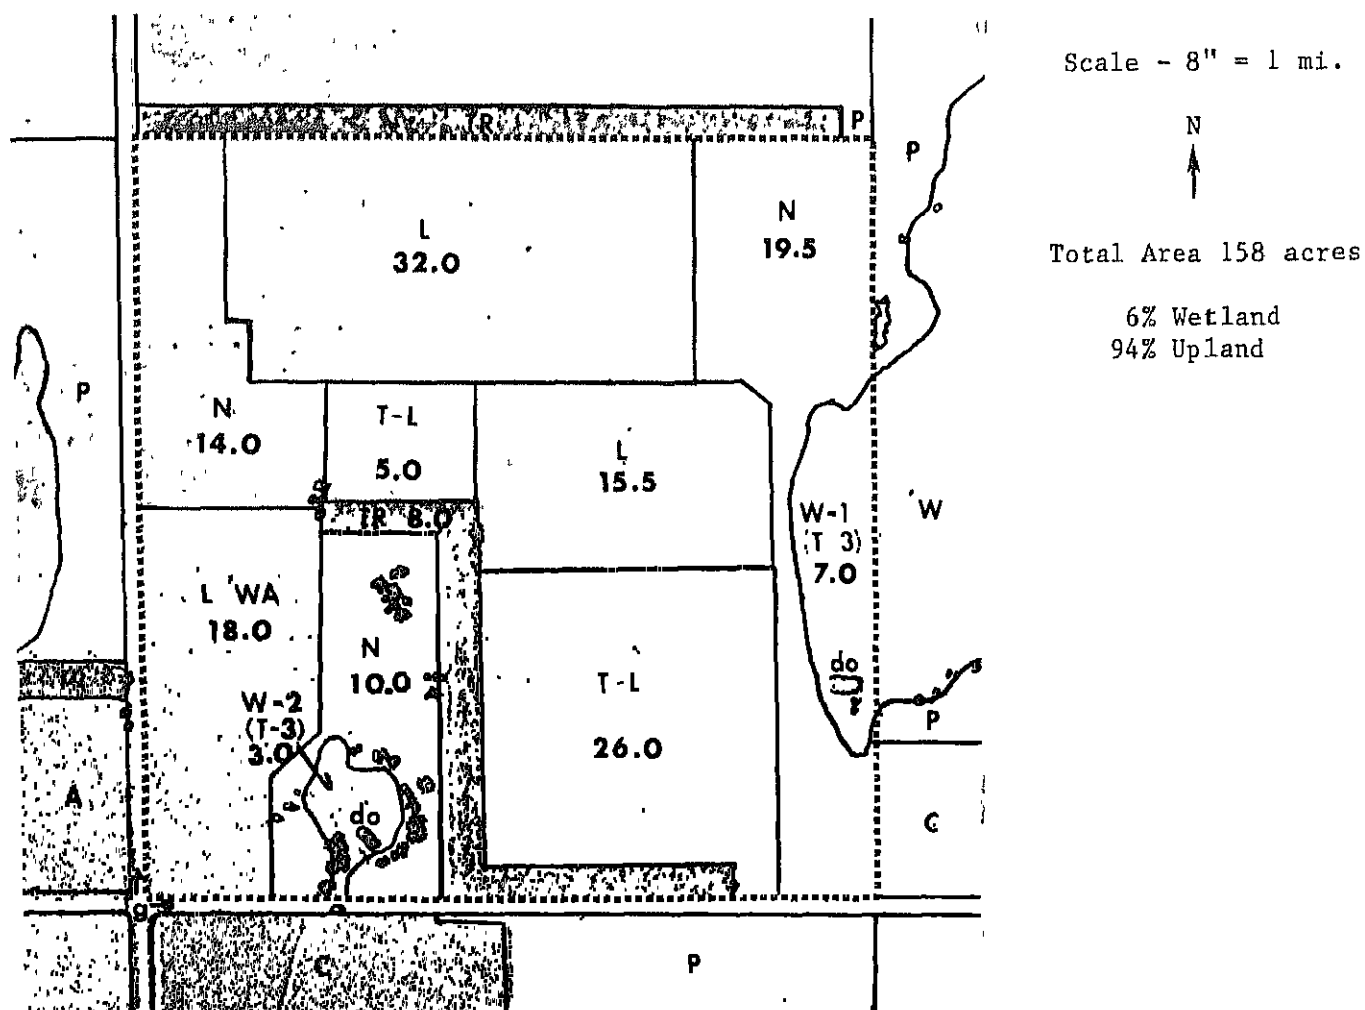 Scale - 8" = 1 mi.
N
Total Area 158 acres
6% Wetland
94% Upland
R
P
P
L
32.0
N
19.5
P
N
14.0
T-L
5.0
L
15.5
W-1
(T 3)
7.0
W
TR 8.0
L WA
18.0
N
10.0
T-L
26.0
W-2
(T-3)
3.0
do
do
P
A
C
g
C
P